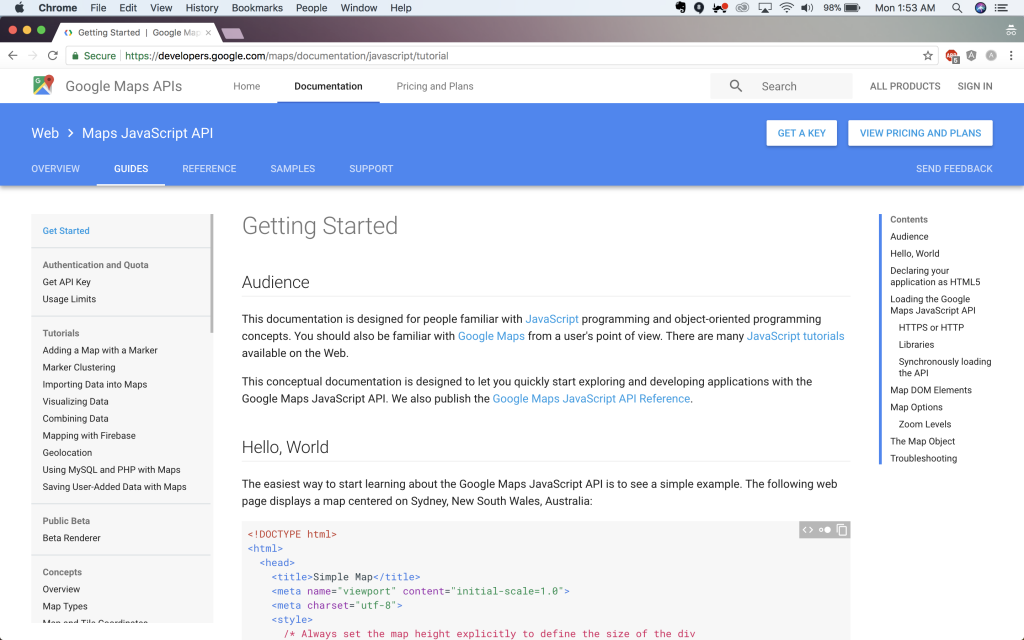 Chrome File Edit View History Bookmarks People Window Help 98% Mon 1:53 AM
Getting Started | Google Map
Secure https://developers.google.com/maps/documentation/javascript/tutorial
Google Maps APIs Home Documentation Pricing and Plans Search ALL PRODUCTS SIGN IN
Web > Maps JavaScript API GET A KEY VIEW PRICING AND PLANS
OVERVIEW GUIDES REFERENCE SAMPLES SUPPORT SEND FEEDBACK
Get Started
Authentication and Quota
Get API Key
Usage Limits
Tutorials
Adding a Map with a Marker
Marker Clustering
Importing Data into Maps
Visualizing Data
Combining Data
Mapping with Firebase
Geolocation
Using MySQL and PHP with Maps
Saving User-Added Data with Maps
Public Beta
Beta Renderer
Concepts
Overview
Map Types
Map and Tile Coordinates
Getting Started
Audience
This documentation is designed for people familiar with JavaScript programming and object-oriented programming
concepts. You should also be familiar with Google Maps from a user's point of view. There are many JavaScript tutorials
available on the Web.
This conceptual documentation is designed to let you quickly start exploring and developing applications with the
Google Maps JavaScript API. We also publish the Google Maps JavaScript API Reference.
Hello, World
The easiest way to start learning about the Google Maps JavaScript API is to see a simple example. The following web
page displays a map centered on Sydney, New South Wales, Australia:
<!DOCTYPE html>
<html>
<head>
<title>Simple Map</title>
<meta name="viewport" content="initial-scale=1.0">
<meta charset="utf-8">
<style>
/* Always set the map height explicitly to define the size of the div
Contents
Audience
Hello, World
Declaring your
application as HTML5
Loading the Google
Maps JavaScript API
HTTPS or HTTP
Libraries
Synchronously loading
the API
Map DOM Elements
Map Options
Zoom Levels
The Map Object
Troubleshooting